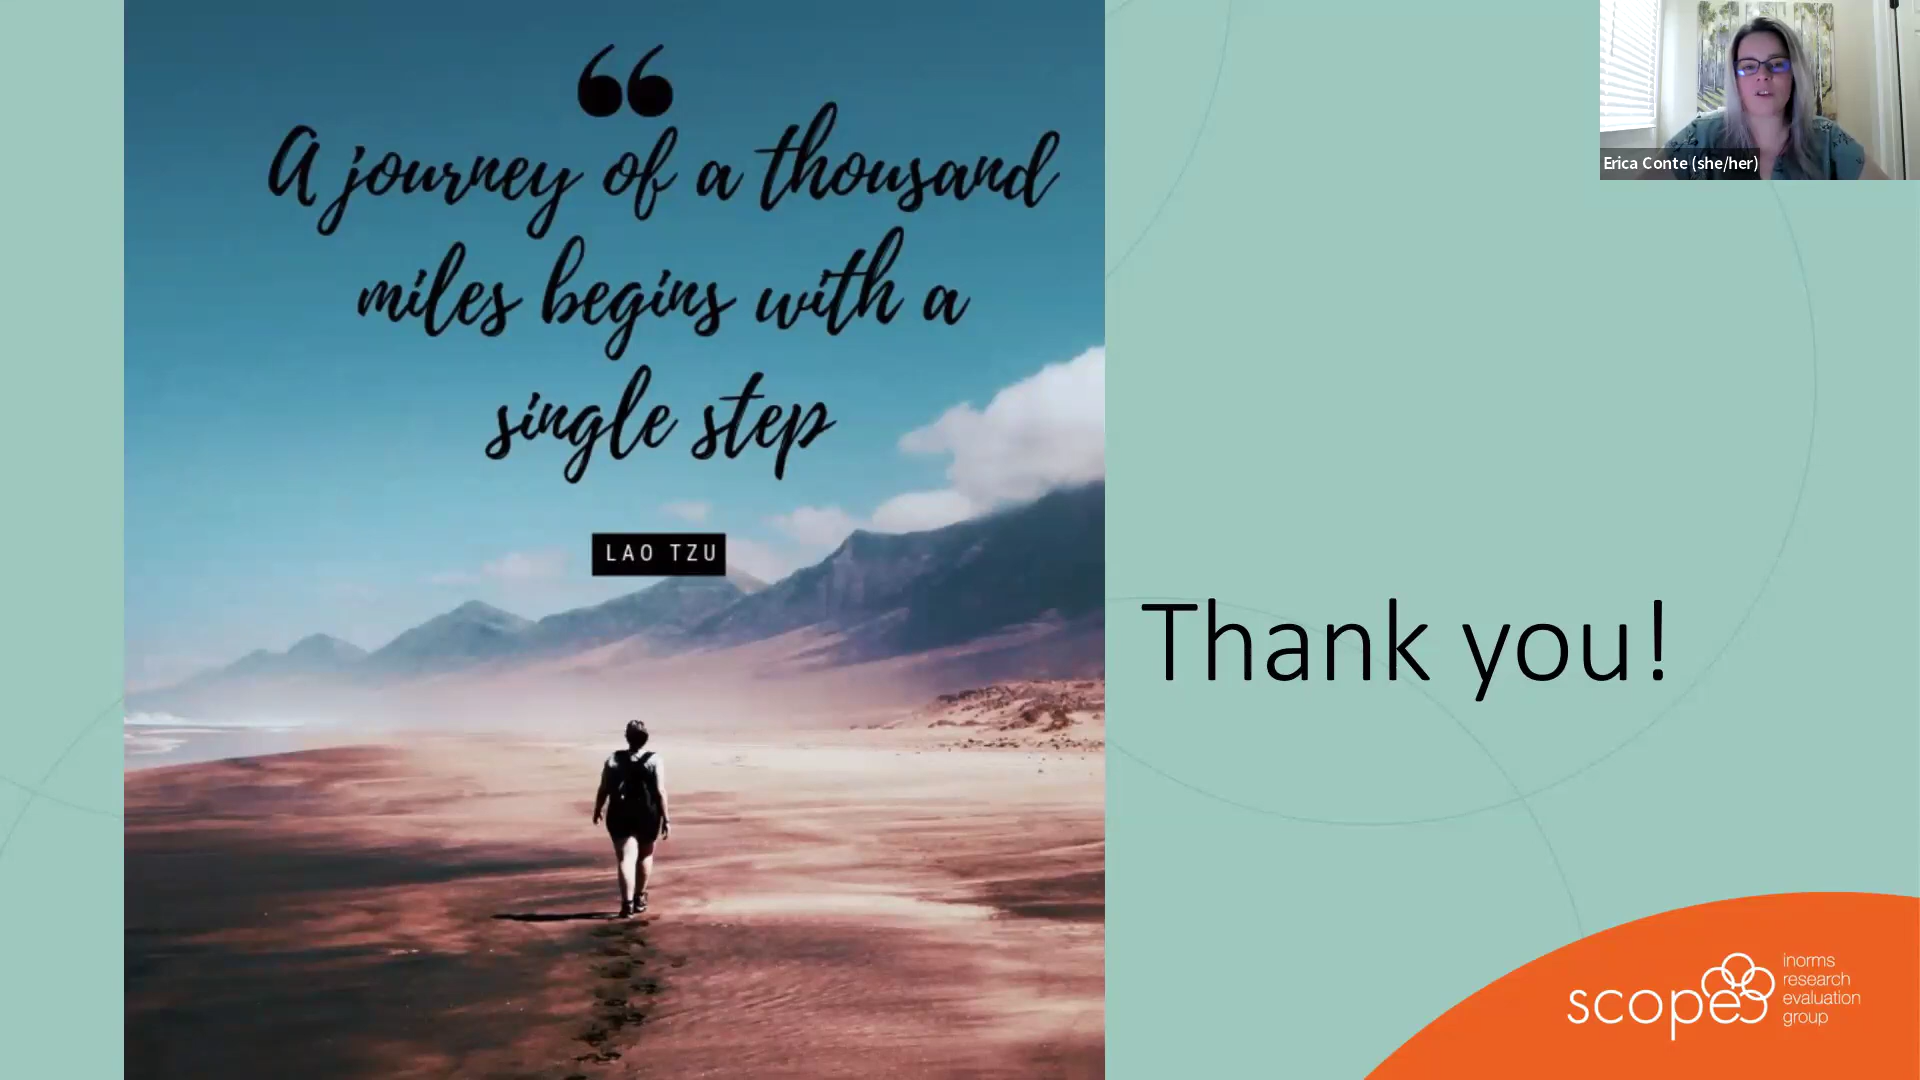 A journey of a thousand
miles begins with a
single step
LAO TZU
Thank you!
Erica Conte (she/her)
scope
inorms
research
evaluation
group